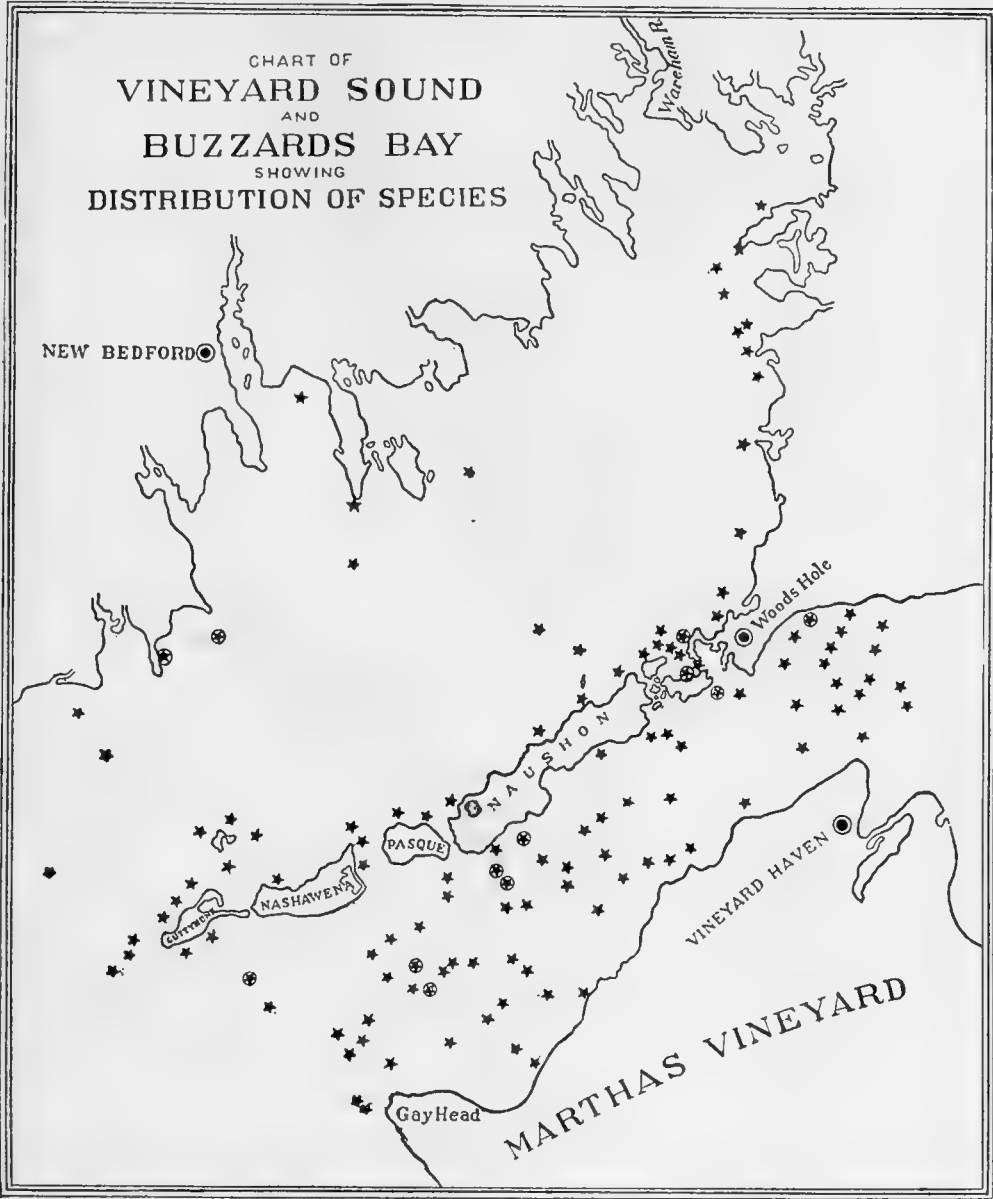 CHART OF
VINEYARD SOUND
AND
BUZZARDS BAY
SHOWING
DISTRIBUTION OF SPECIES
Wareham R.
NEW BEDFORD
Woods Hole
NAUSHON
PASQUE
NASHAWENA
CUTTYHUNK
VINEYARD HAVEN
MARTHAS VINEYARD
Gay Head